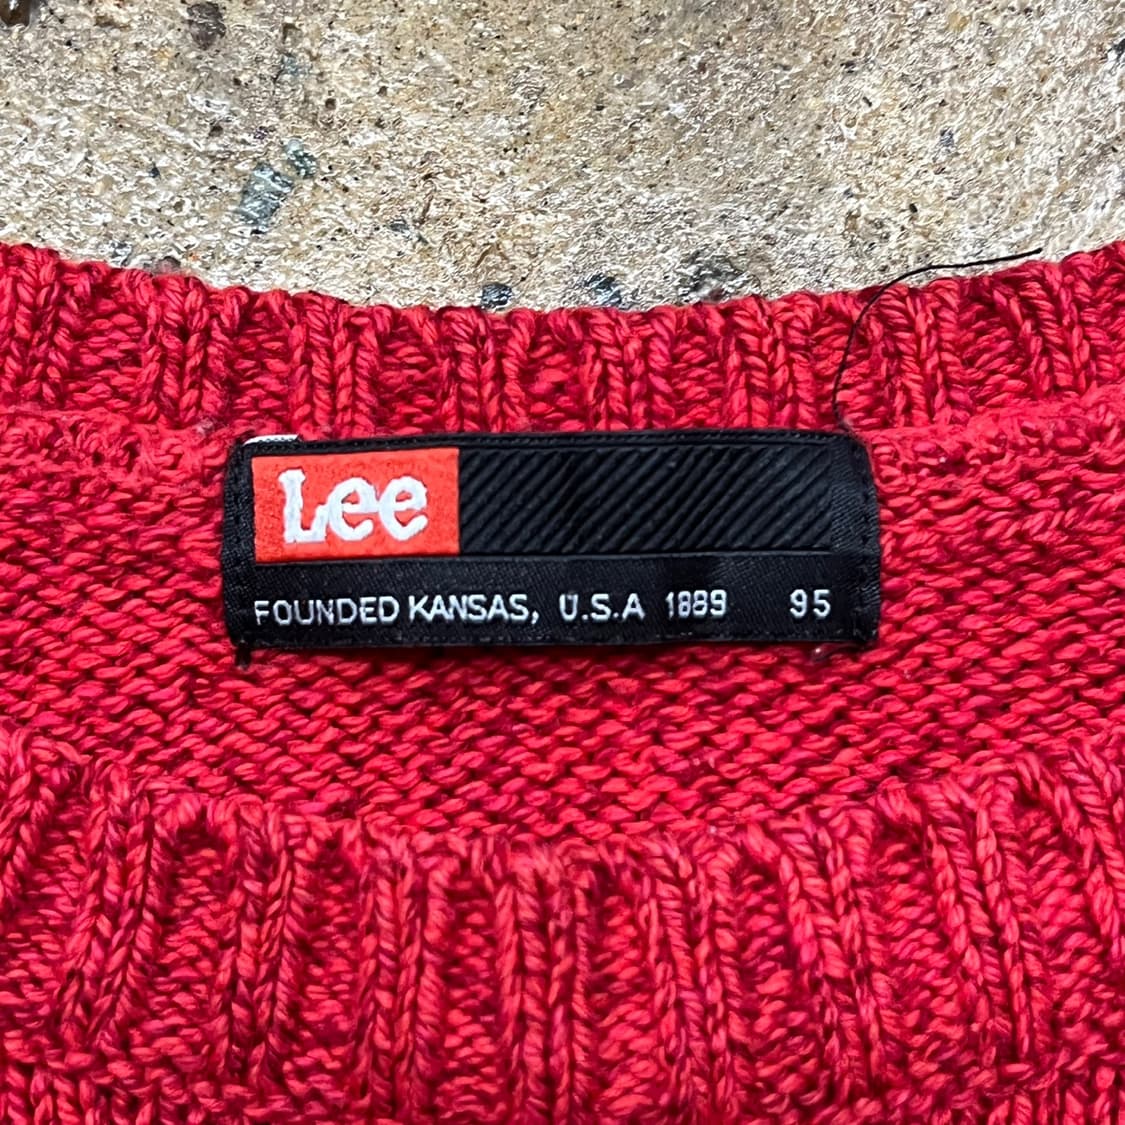 Lee
FOUNDED KANSAS, U.S.A 1889 95